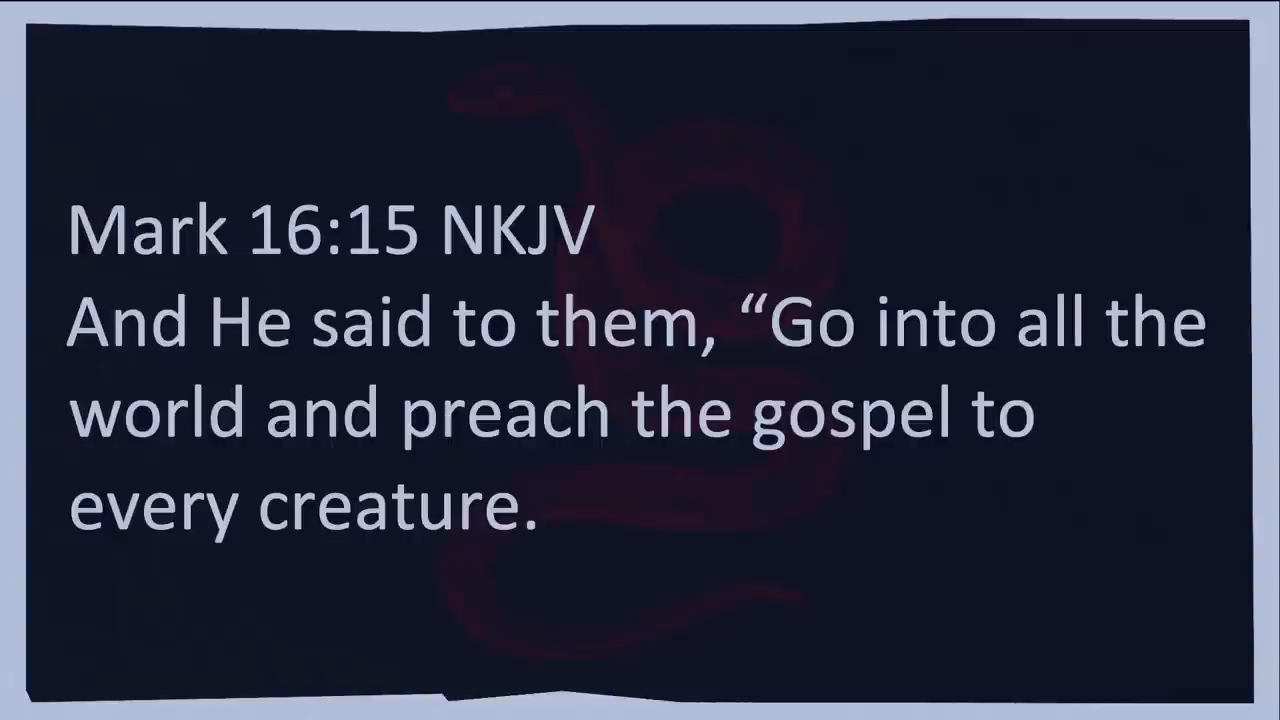 Mark 16:15 NKJV
And He said to them, “Go into all the
world and preach the gospel to
every creature.